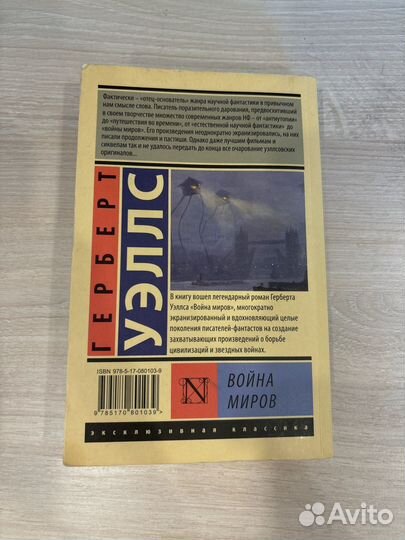 Фактически – «отец-основатель» жанра научной фантастики в привычном
нам смысле слова. Писатель поразительного дарования, предвосхитивший
в своем творчестве множество современных жанров НФ – от «антиутопии»
до «путешествия во времени», от «естественной научной фантастики» до
«войны миров». Его произведения неоднократно экранизировались, на них
писали продолжения и пастиши. Однако даже лучшим фильмам и
сиквелам так и не удалось передать до конца все очарование уэллсовских
оригиналов...
ГЕРБЕРТ
УЭЛЛС
В книгу вошел легендарный роман Герберта
Уэллса «Война миров», многократно
экранизированный и вдохновляющий целые
поколения писателей-фантастов на создание
захватывающих произведений о борьбе
цивилизаций и звездных войнах.
ISBN 978-5-17-080103-9
9 785170 801039 >
N
ВОЙНА
МИРОВ
эксклюзивная классика
Avito